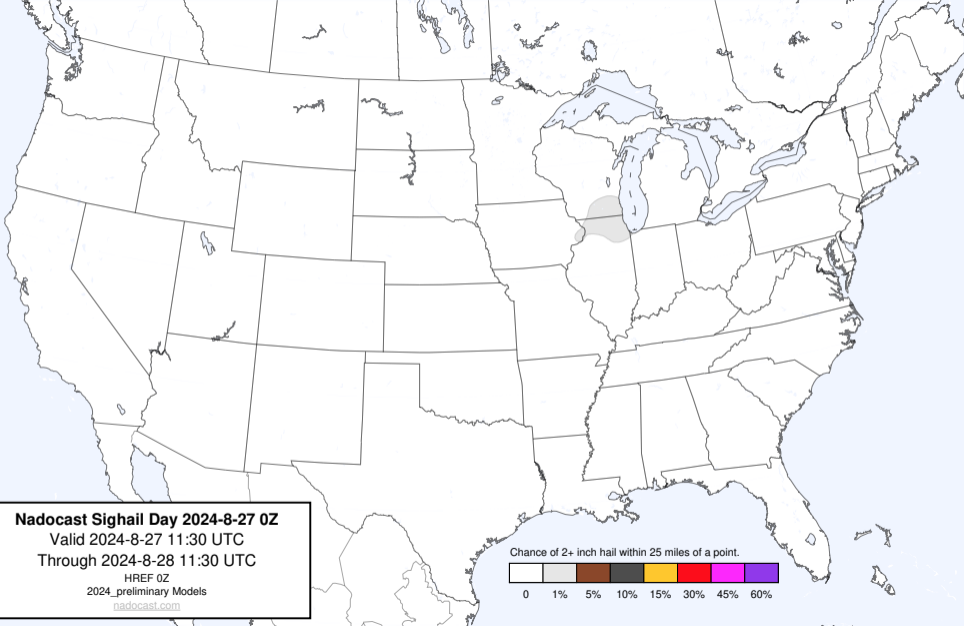 Nadocast Sighail Day 2024-8-27 0Z
Valid 2024-8-27 11:30 UTC
Through 2024-8-28 11:30 UTC
HREF 0Z
2024_preliminary Models
nadocast.com
Chance of 2+ inch hail within 25 miles of a point.
0 1% 5% 10% 15% 30% 45% 60%